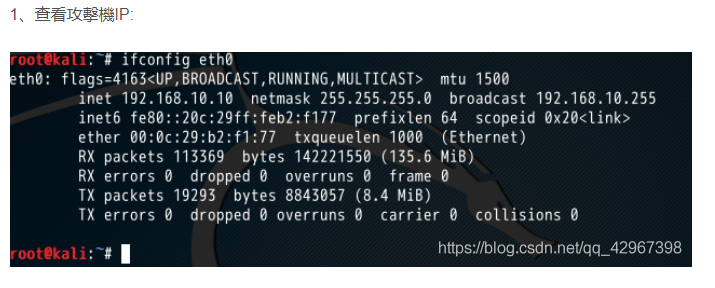 1、查看攻擊機IP:
root@kali:~# ifconfig eth0
eth0: flags=4163<UP,BROADCAST,RUNNING,MULTICAST>  mtu 1500
        inet 192.168.10.10  netmask 255.255.255.0  broadcast 192.168.10.255
        inet6 fe80::20c:29ff:feb2:f177  prefixlen 64  scopeid 0x20<link>
        ether 00:0c:29:b2:f1:77  txqueuelen 1000  (Ethernet)
        RX packets 113369  bytes 142221550 (135.6 MiB)
        RX errors 0  dropped 0  overruns 0  frame 0
        TX packets 19293  bytes 8843057 (8.4 MiB)
        TX errors 0  dropped 0 overruns 0  carrier 0  collisions 0
root@kali:~#
https://blog.csdn.net/qq_42967398